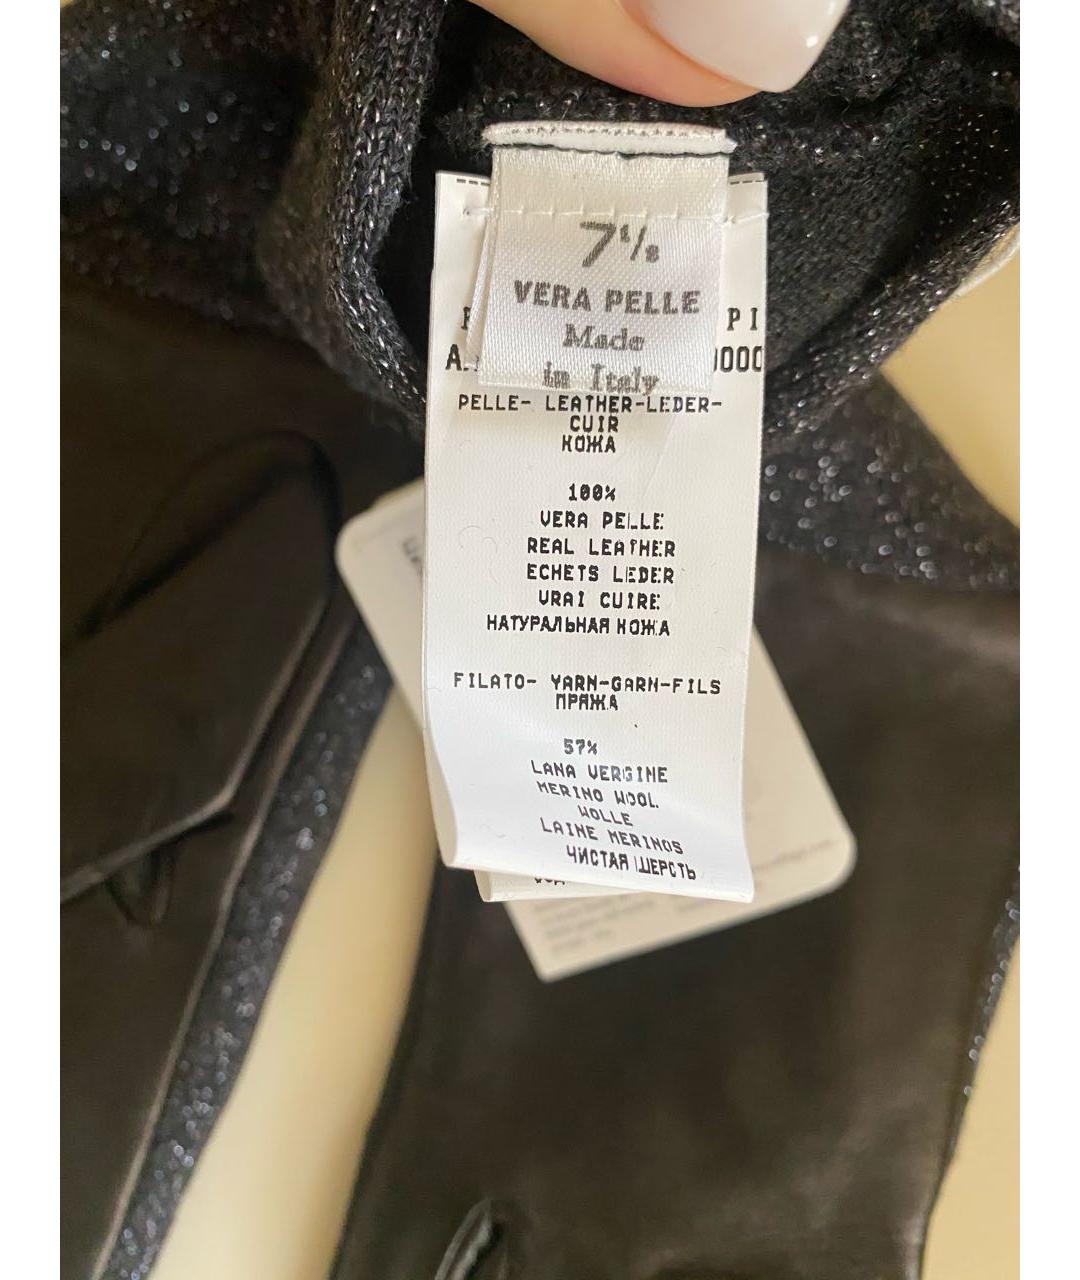 7½
VERA PELLE
Made
in Italy
PI
A.
0000
PELLE- LEATHER-LEDER-
CUIR
КОЖА
100%
VERA PELLE
REAL LEATHER
ECHETS LEDER
VRAI CUIRE
НАТУРАЛЬНАЯ КОЖА
FILATO- YARN-GARN-FILS
ПРЯЖА
57%
LANA VERGINE
MERINO WOOL
WOLLE
LAINE MERINOS
ЧИСТАЯ ШЕРСТЬ